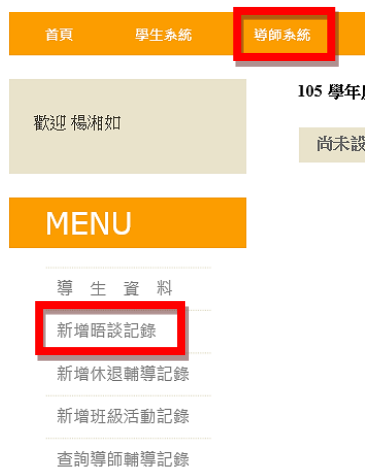 首頁 學生系統 導師系統
105 學年
歡迎 楊湘如
尚未設
MENU
導 生 資 料
新增晤談記錄
新增休退輔導記錄
新增班級活動記錄
查詢導師輔導記錄